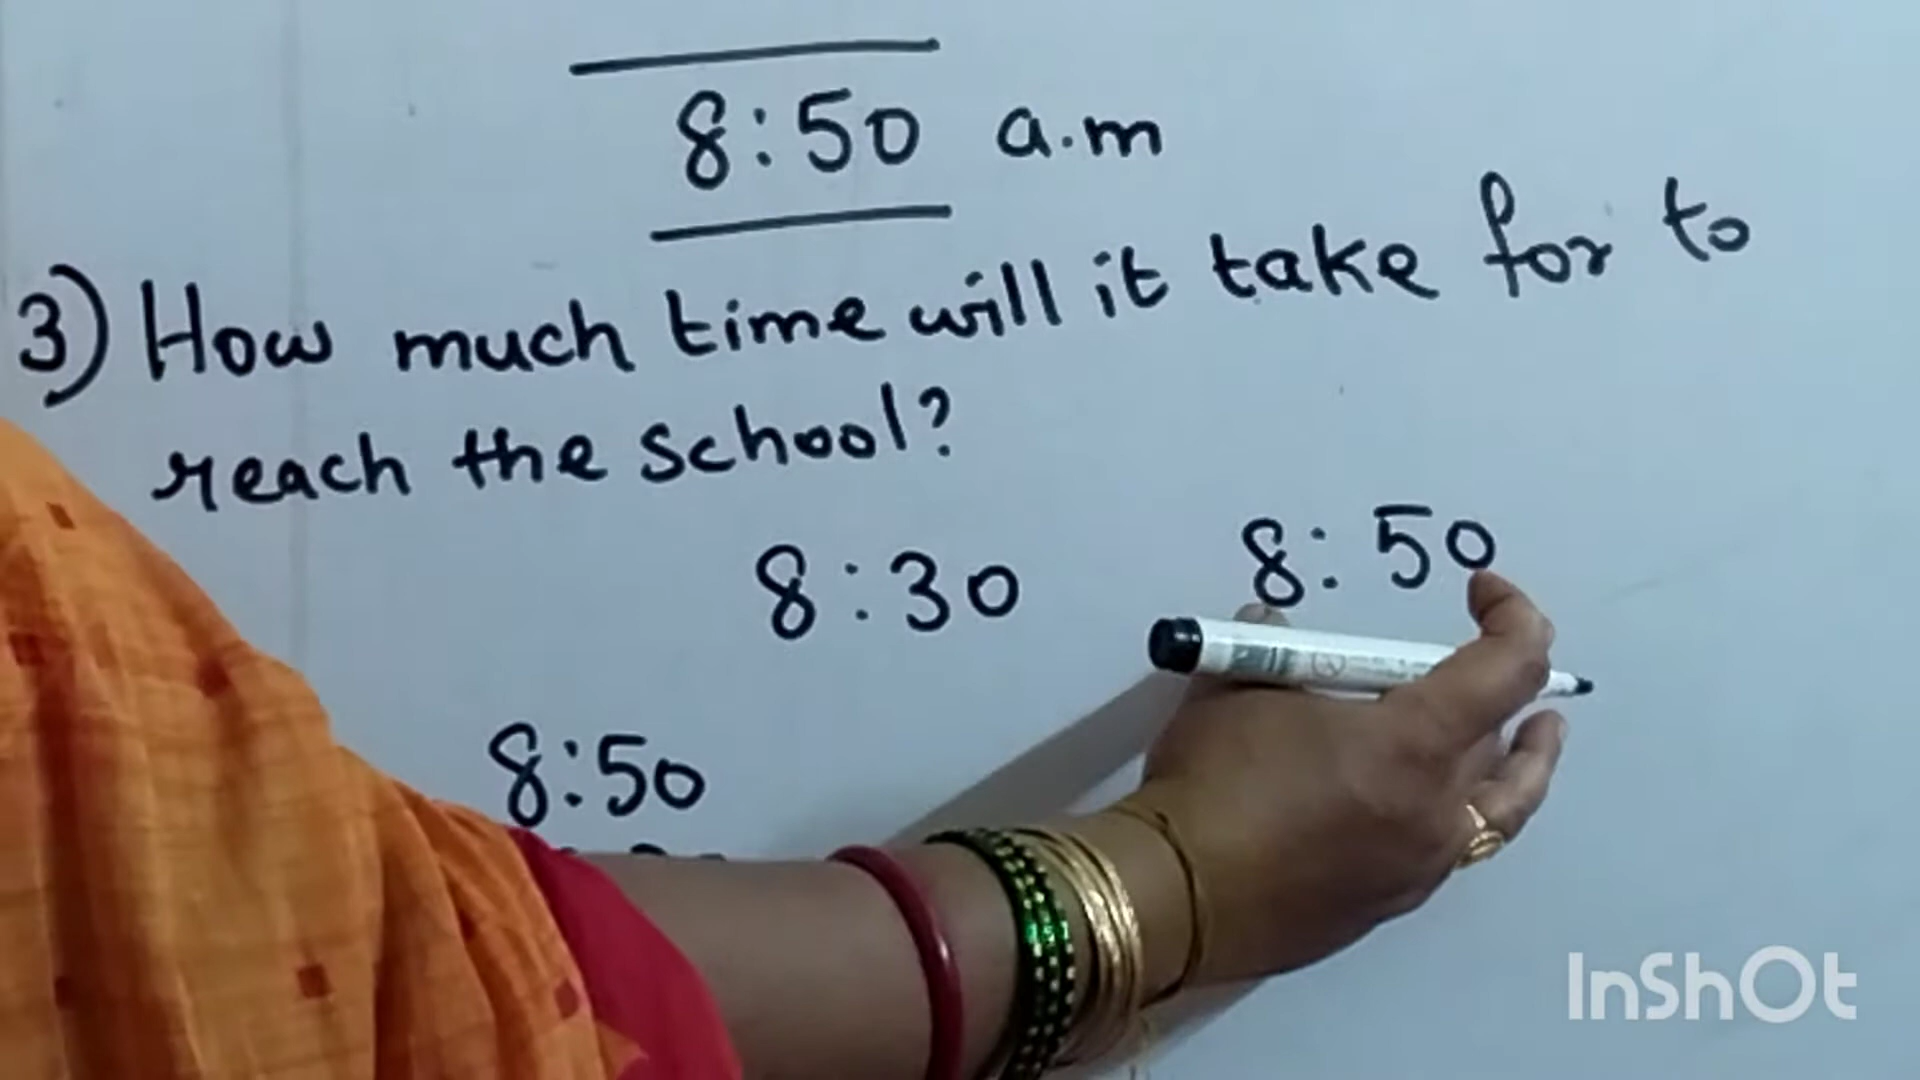 8:50 a.m
3) How much time will it take for to
reach the school?
8:30 8:50
8:50
InShOt